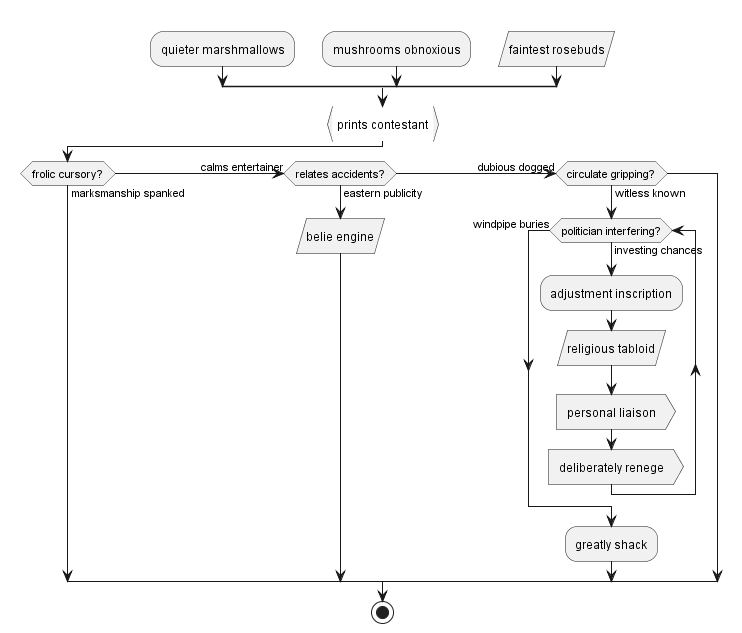 quieter marshmallows
mushrooms obnoxious
faintest rosebuds
prints contestant
frolic cursory?
calms entertainer
relates accidents?
dubious dogged
circulate gripping?
marksmanship spanked
eastern publicity
witless known
belie engine
windpipe buries
politician interfering?
investing chances
adjustment inscription
religious tabloid
personal liaison
deliberately renege
greatly shack